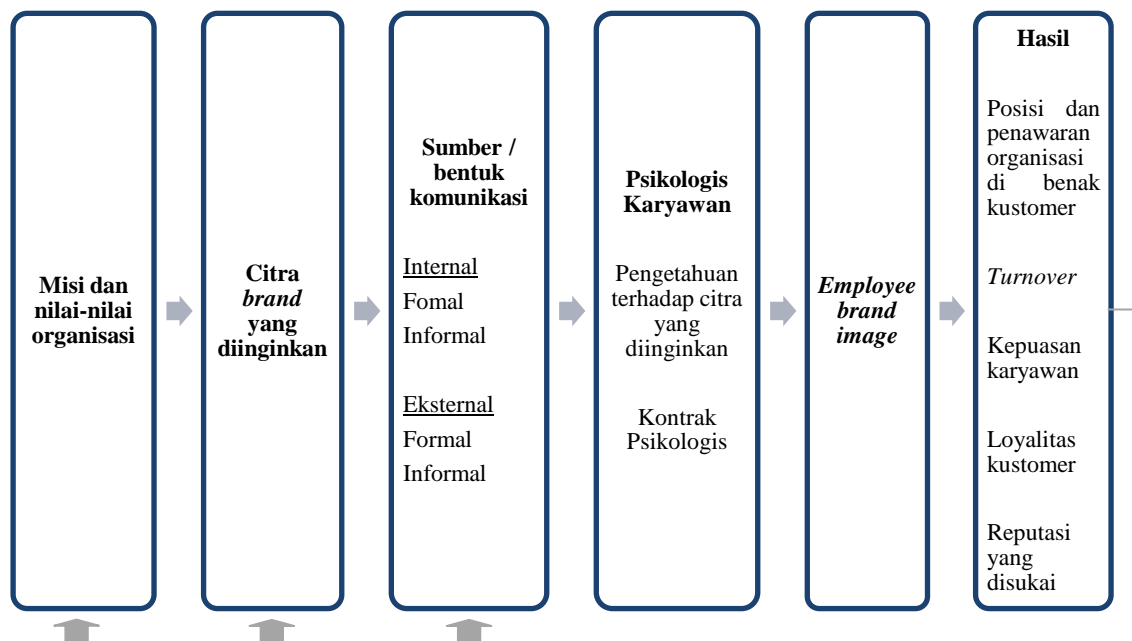 Misi dan
nilai-nilai
organisasi
Citra
brand
yang
diinginkan
Sumber /
bentuk
komunikasi
Internal
Fomal
Informal
Eksternal
Formal
Informal
Psikologis
Karyawan
Pengetahuan
terhadap citra
yang
diinginkan
Kontrak
Psikologis
Employee
brand
image
Hasil
Posisi dan
penawaran
organisasi
di benak
kustomer
Turnover
Kepuasan
karyawan
Loyalitas
kustomer
Reputasi
yang
disukai